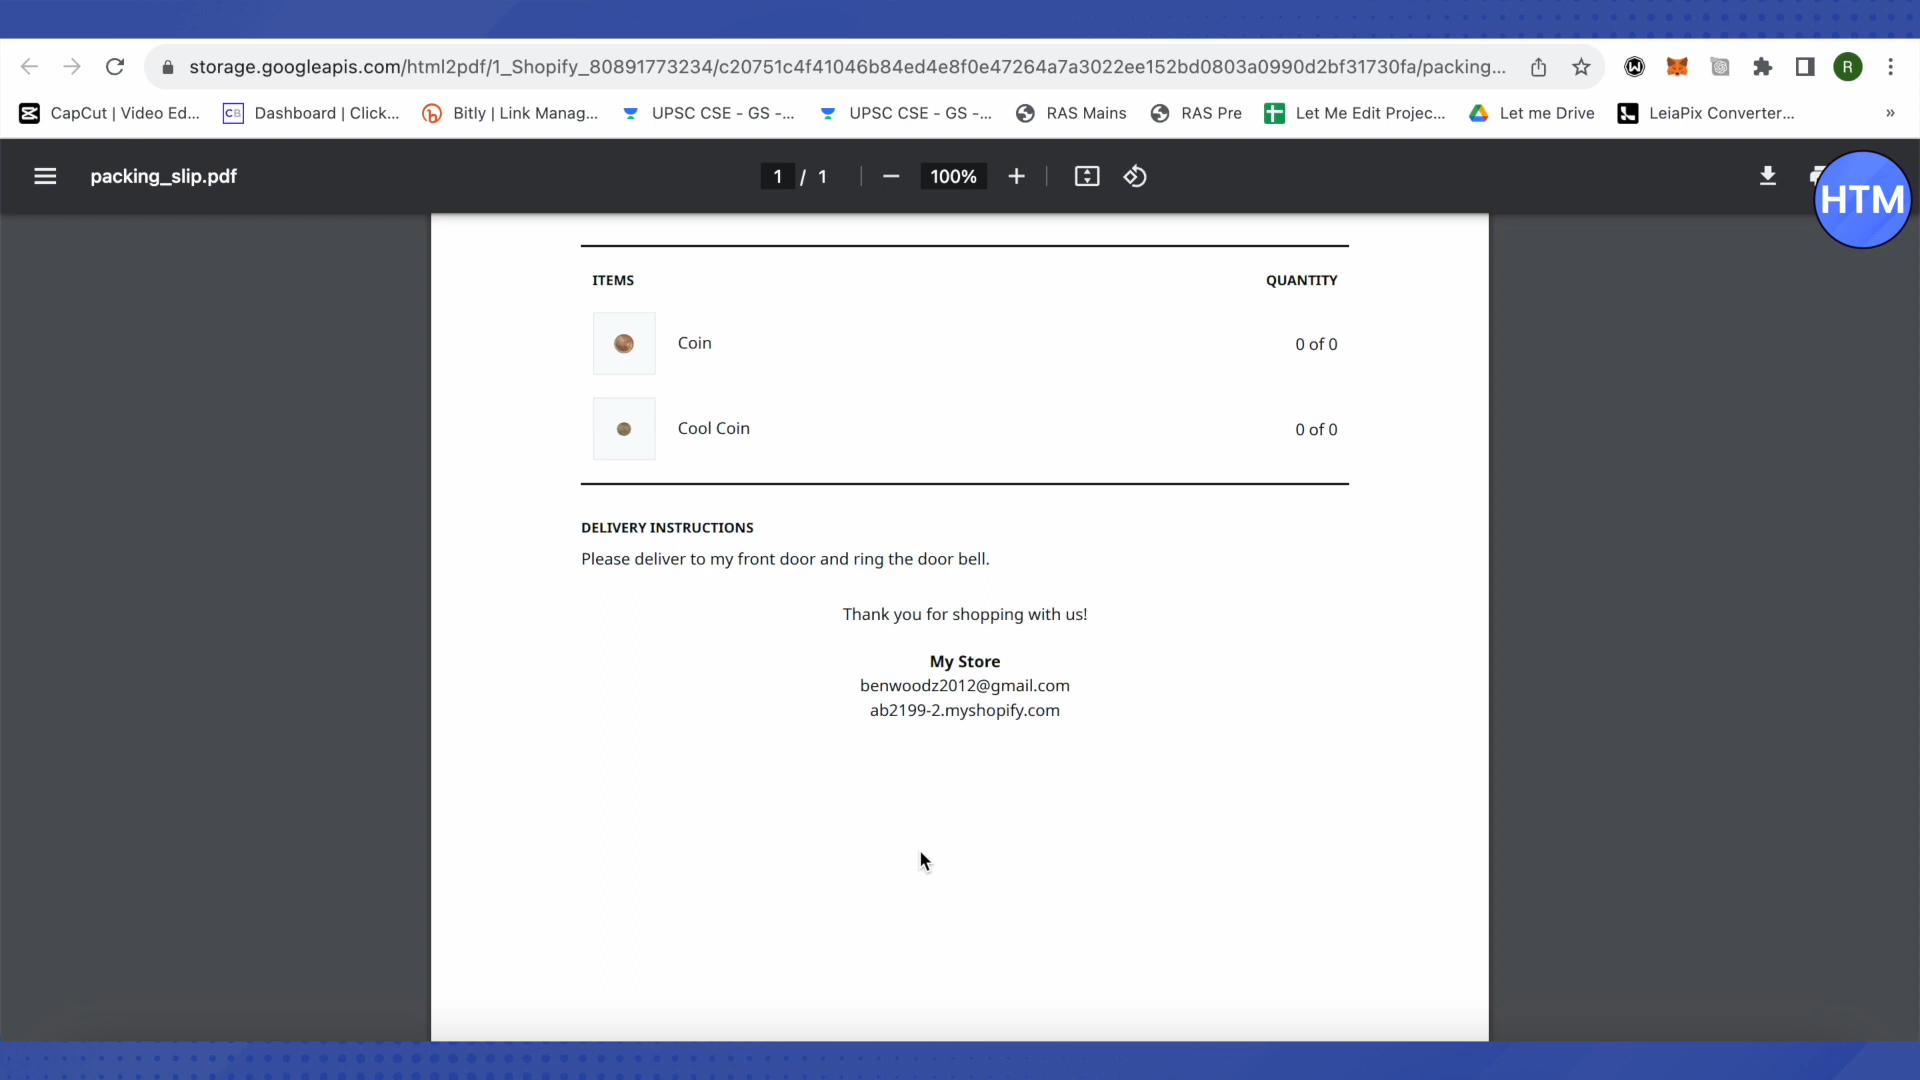 storage.googleapis.com/html2pdf/1_Shopify_80891773234/c20751c4f41046b84ed4e8f0e47264a7a3022ee152bd0803a0990d2bf31730fa/packing...
R
CapCut | Video Ed...
CB Dashboard | Click...
Bitly | Link Manag...
UPSC CSE - GS -...
UPSC CSE - GS -...
RAS Mains
RAS Pre
Let Me Edit Projec...
Let me Drive
LeiaPix Converter...
»
packing_slip.pdf
1 / 1
100%
HTM
ITEMS QUANTITY
Coin 0 of 0
Cool Coin 0 of 0
DELIVERY INSTRUCTIONS
Please deliver to my front door and ring the door bell.
Thank you for shopping with us!
My Store
benwoodz2012@gmail.com
ab2199-2.myshopify.com